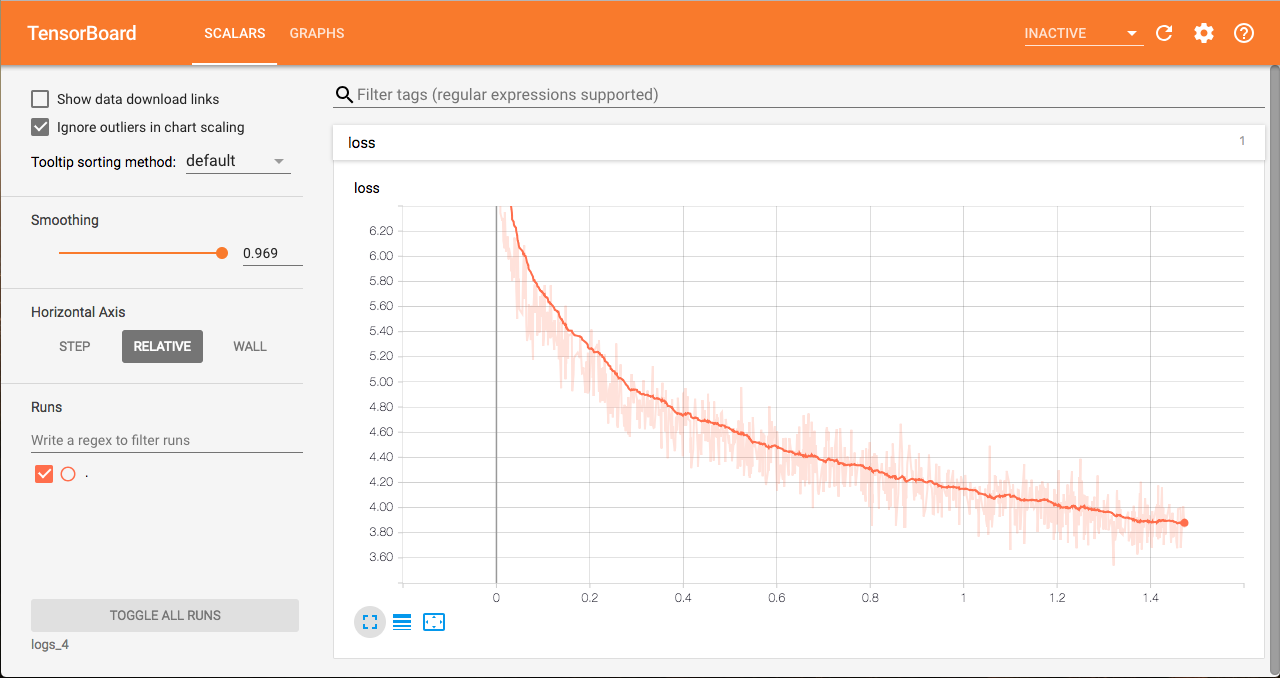 TensorBoard SCALARS GRAPHS INACTIVE
Show data download links
Ignore outliers in chart scaling
Tooltip sorting method: default
Smoothing
0.969
Horizontal Axis
STEP RELATIVE WALL
Runs
Write a regex to filter runs
.
TOGGLE ALL RUNS
logs_4
Filter tags (regular expressions supported)
loss 1
loss
6.20
6.00
5.80
5.60
5.40
5.20
5.00
4.80
4.60
4.40
4.20
4.00
3.80
3.60
0 0.2 0.4 0.6 0.8 1 1.2 1.4